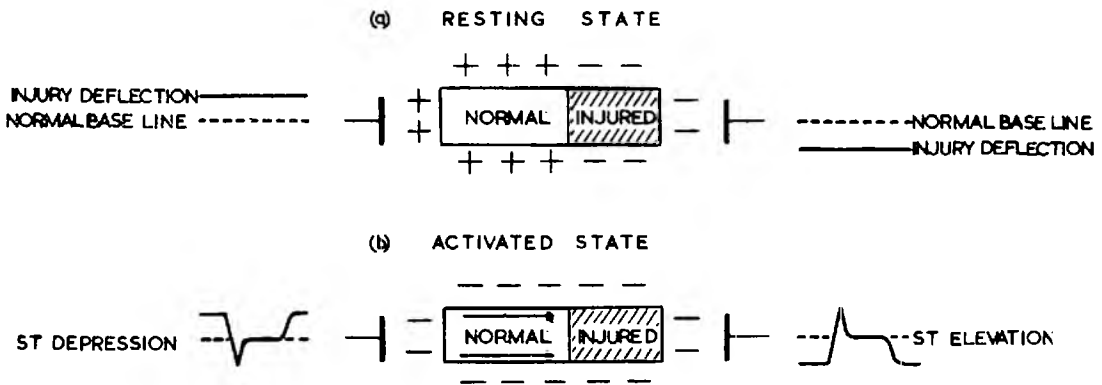 (a) RESTING STATE
+ + + − −
INJURY DEFLECTION
NORMAL BASE LINE
+
+
NORMAL INJURED
−
−
NORMAL BASE LINE
INJURY DEFLECTION
+ + + − −
(b) ACTIVATED STATE
− − − − −
ST DEPRESSION
−
−
NORMAL INJURED
−
−
ST ELEVATION
− − − − −